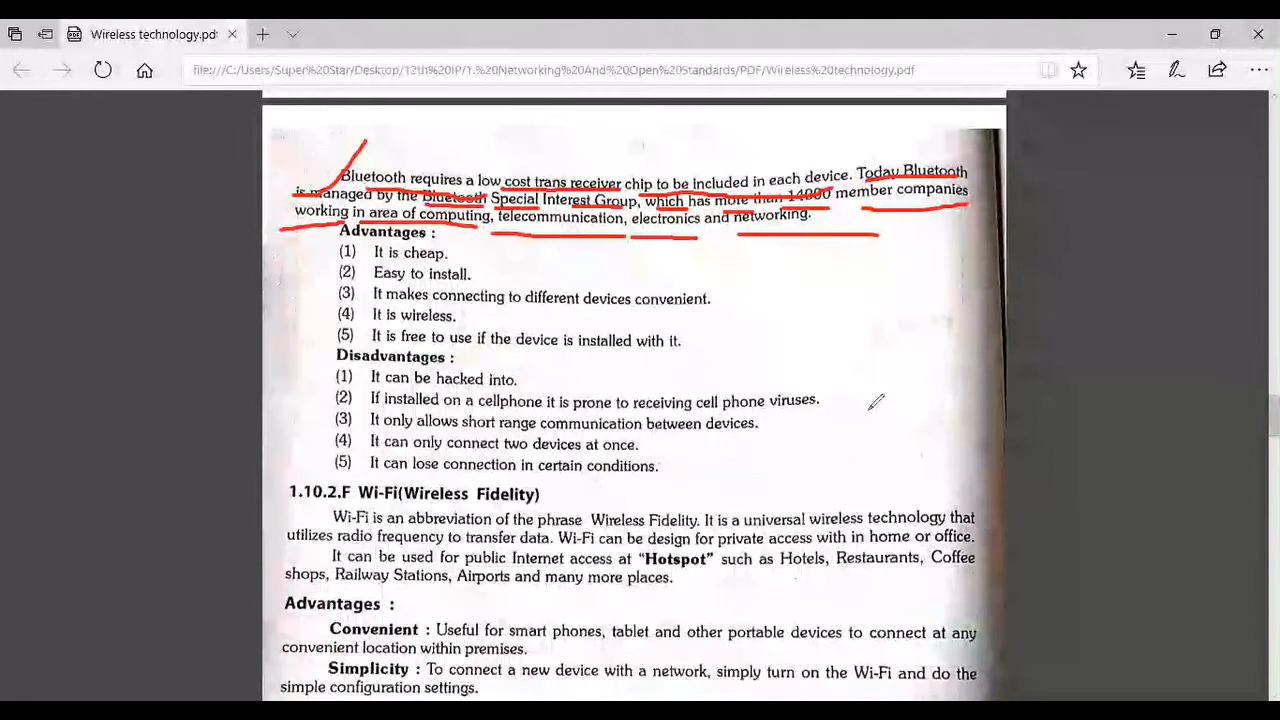 Wireless technology.pdf
file:///C:/Users/Super%20Star/Desktop/12th%20IP/1.%20Networking%20And%20Open%20Standards/PDF/Wireless%20technology.pdf
Bluetooth requires a low cost trans receiver chip to be included in each device. Today Bluetooth
is managed by the Bluetooth Special Interest Group, which has more than 14000 member companies
working in area of computing, telecommunication, electronics and networking.
Advantages :
(1) It is cheap.
(2) Easy to install.
(3) It makes connecting to different devices convenient.
(4) It is wireless.
(5) It is free to use if the device is installed with it.
Disadvantages :
(1) It can be hacked into.
(2) If installed on a cellphone it is prone to receiving cell phone viruses.
(3) It only allows short range communication between devices.
(4) It can only connect two devices at once.
(5) It can lose connection in certain conditions.
1.10.2.F Wi-Fi(Wireless Fidelity)
Wi-Fi is an abbreviation of the phrase Wireless Fidelity. It is a universal wireless technology that
utilizes radio frequency to transfer data. Wi-Fi can be design for private access with in home or office.
It can be used for public Internet access at “Hotspot” such as Hotels, Restaurants, Coffee
shops, Railway Stations, Airports and many more places.
Advantages :
Convenient : Useful for smart phones, tablet and other portable devices to connect at any
convenient location within premises.
Simplicity : To connect a new device with a network, simply turn on the Wi-Fi and do the
simple configuration settings.